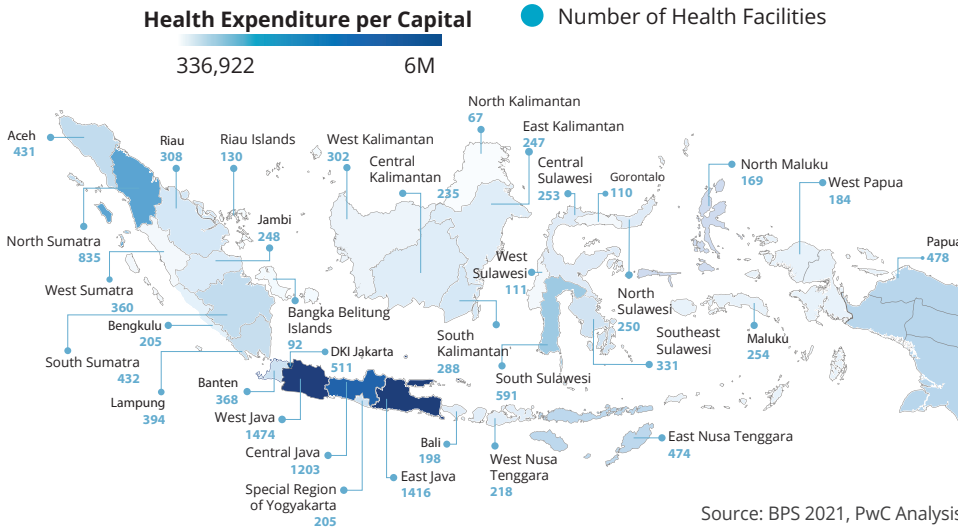 Health Expenditure per Capital
Number of Health Facilities
336,922
6M
North Kalimantan
67
Aceh
431
Riau
308
Riau Islands
130
West Kalimantan
302
Central
Kalimantan
235
East Kalimantan
247
Central
Sulawesi
253
Gorontalo
110
North Maluku
169
West Papua
184
Papua
478
North Sumatra
835
Jambi
248
West Sumatra
360
West
Sulawesi
111
Bangka Belitung
Islands
92
North
Sulawesi
250
Bengkulu
205
South Sumatra
432
DKI Jakarta
511
South
Kalimantan
288
Southeast
Sulawesi
331
Maluku
254
Lampung
394
Banten
368
South Sulawesi
591
West Java
1474
Central Java
1203
Special Region
of Yogyakarta
205
East Java
1416
Bali
198
West Nusa
Tenggara
218
East Nusa Tenggara
474
Source: BPS 2021, PwC Analysis